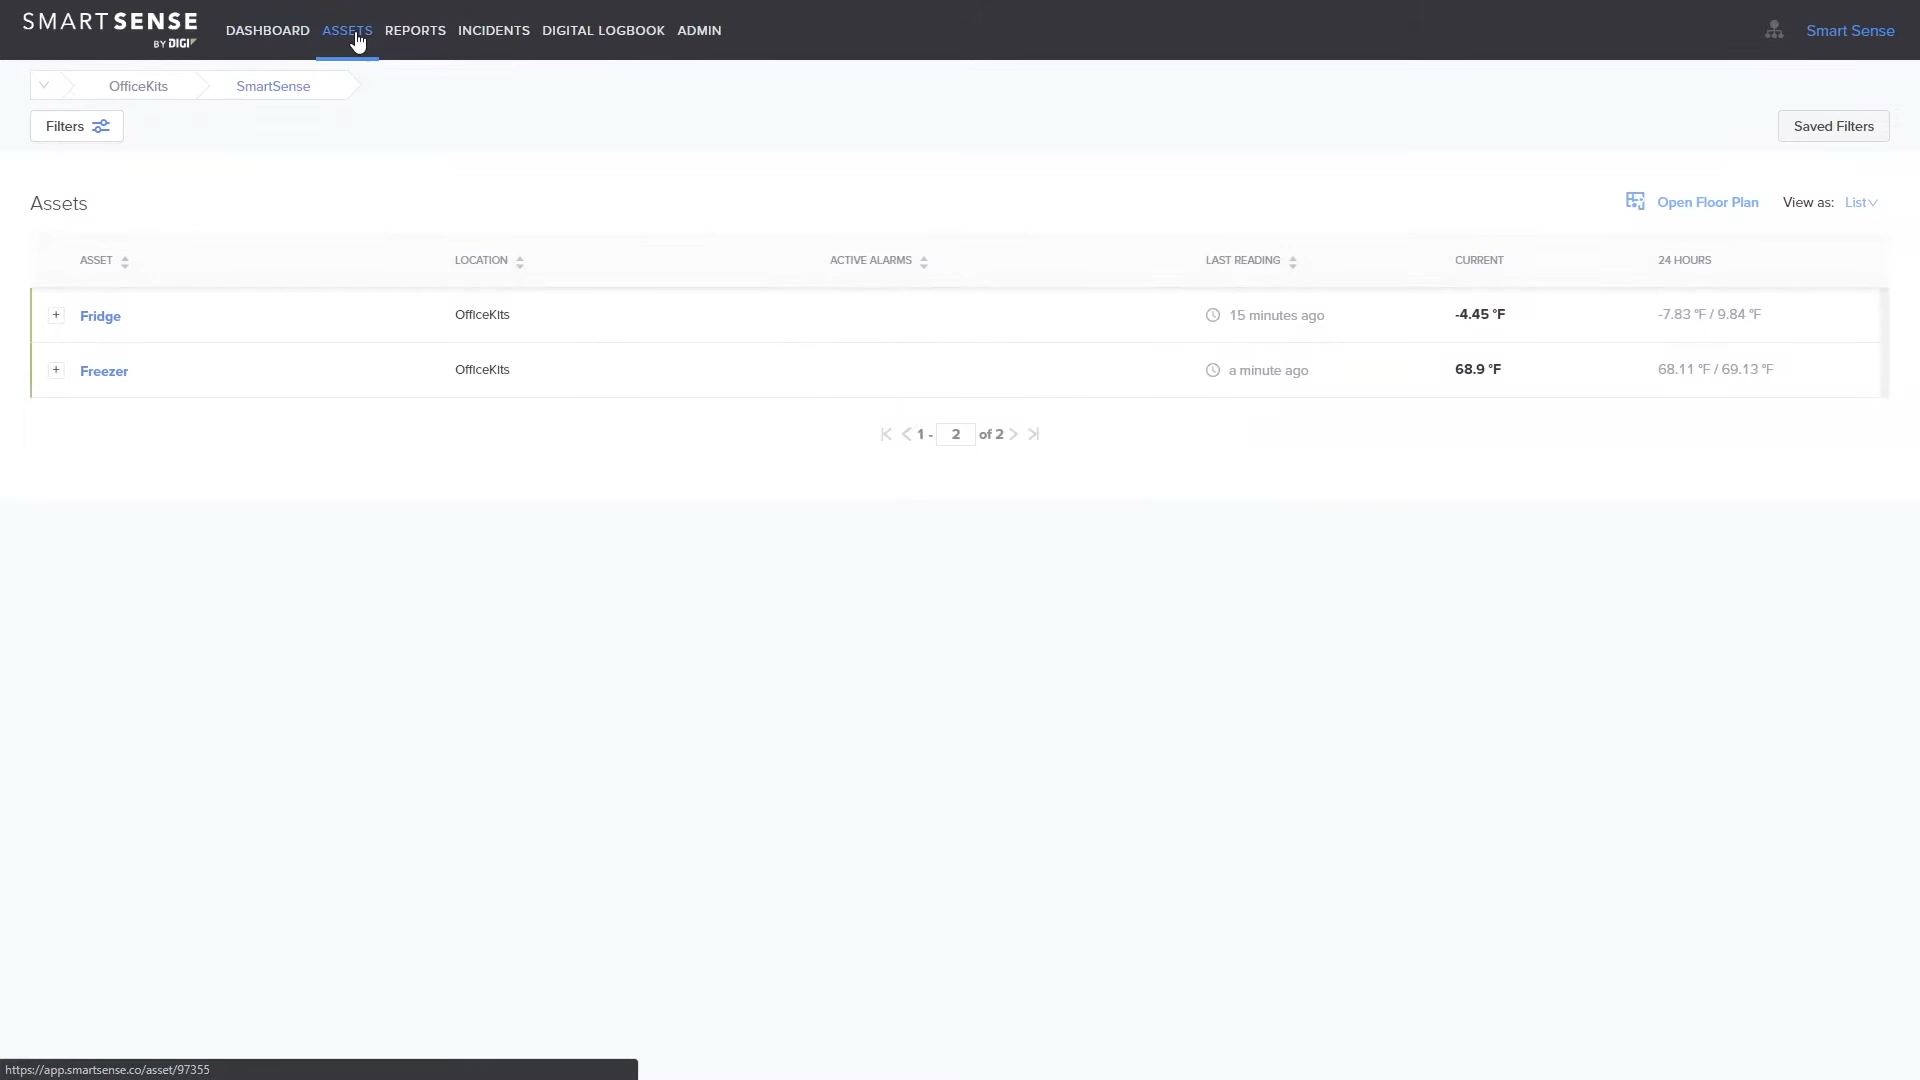 SMARTSENSE
BY DIGI
DASHBOARD ASSETS REPORTS INCIDENTS DIGITAL LOGBOOK ADMIN
Smart Sense
OfficeKits SmartSense
Filters
Saved Filters
Assets
Open Floor Plan View as: List
ASSET LOCATION ACTIVE ALARMS LAST READING CURRENT 24 HOURS
+ Fridge OfficeKits 15 minutes ago -4.45 °F -7.83 °F / 9.84 °F
+ Freezer OfficeKits a minute ago 68.9 °F 68.11 °F / 69.13 °F
1 - 2 of 2
https://app.smartsense.co/asset/97355